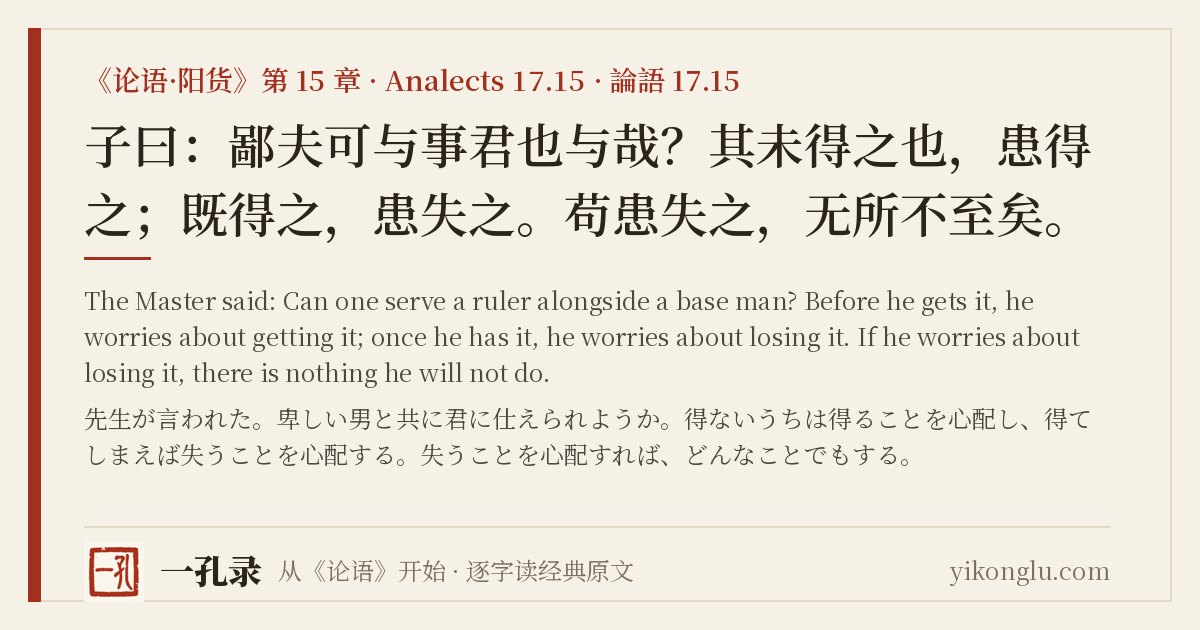 《论语·阳货》第 15 章 · Analects 17.15 · 論語 17.15
子曰：鄙夫可与事君也与哉？其未得之也，患得
之；既得之，患失之。苟患失之，无所不至矣。
The Master said: Can one serve a ruler alongside a base man? Before he gets it, he
worries about getting it; once he has it, he worries about losing it. If he worries about
losing it, there is nothing he will not do.
先生が言われた。卑しい男と共に君に仕えられようか。得ないうちは得ることを心配し、得て
しまえば失うことを心配する。失うことを心配すれば、どんなことでもする。
一孔
一孔录 从《论语》开始 · 逐字读经典原文 yikonglu.com